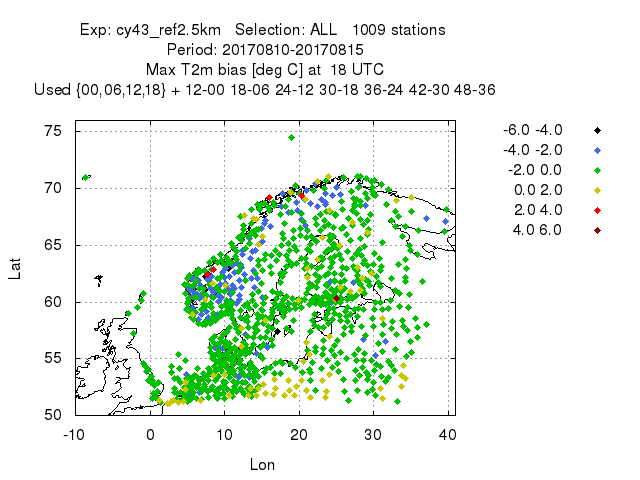 Exp: cy43_ref2.5km   Selection: ALL   1009 stations
Period: 20170810-20170815
Max T2m bias [deg C] at  18 UTC
Used {00,06,12,18} + 12-00  18-06  24-12  30-18  36-24  42-30  48-36
-6.0 -4.0
-4.0 -2.0
-2.0 0.0
0.0 2.0
2.0 4.0
4.0 6.0
75
70
65
60
55
50
Lat
-10 0 10 20 30 40
Lon